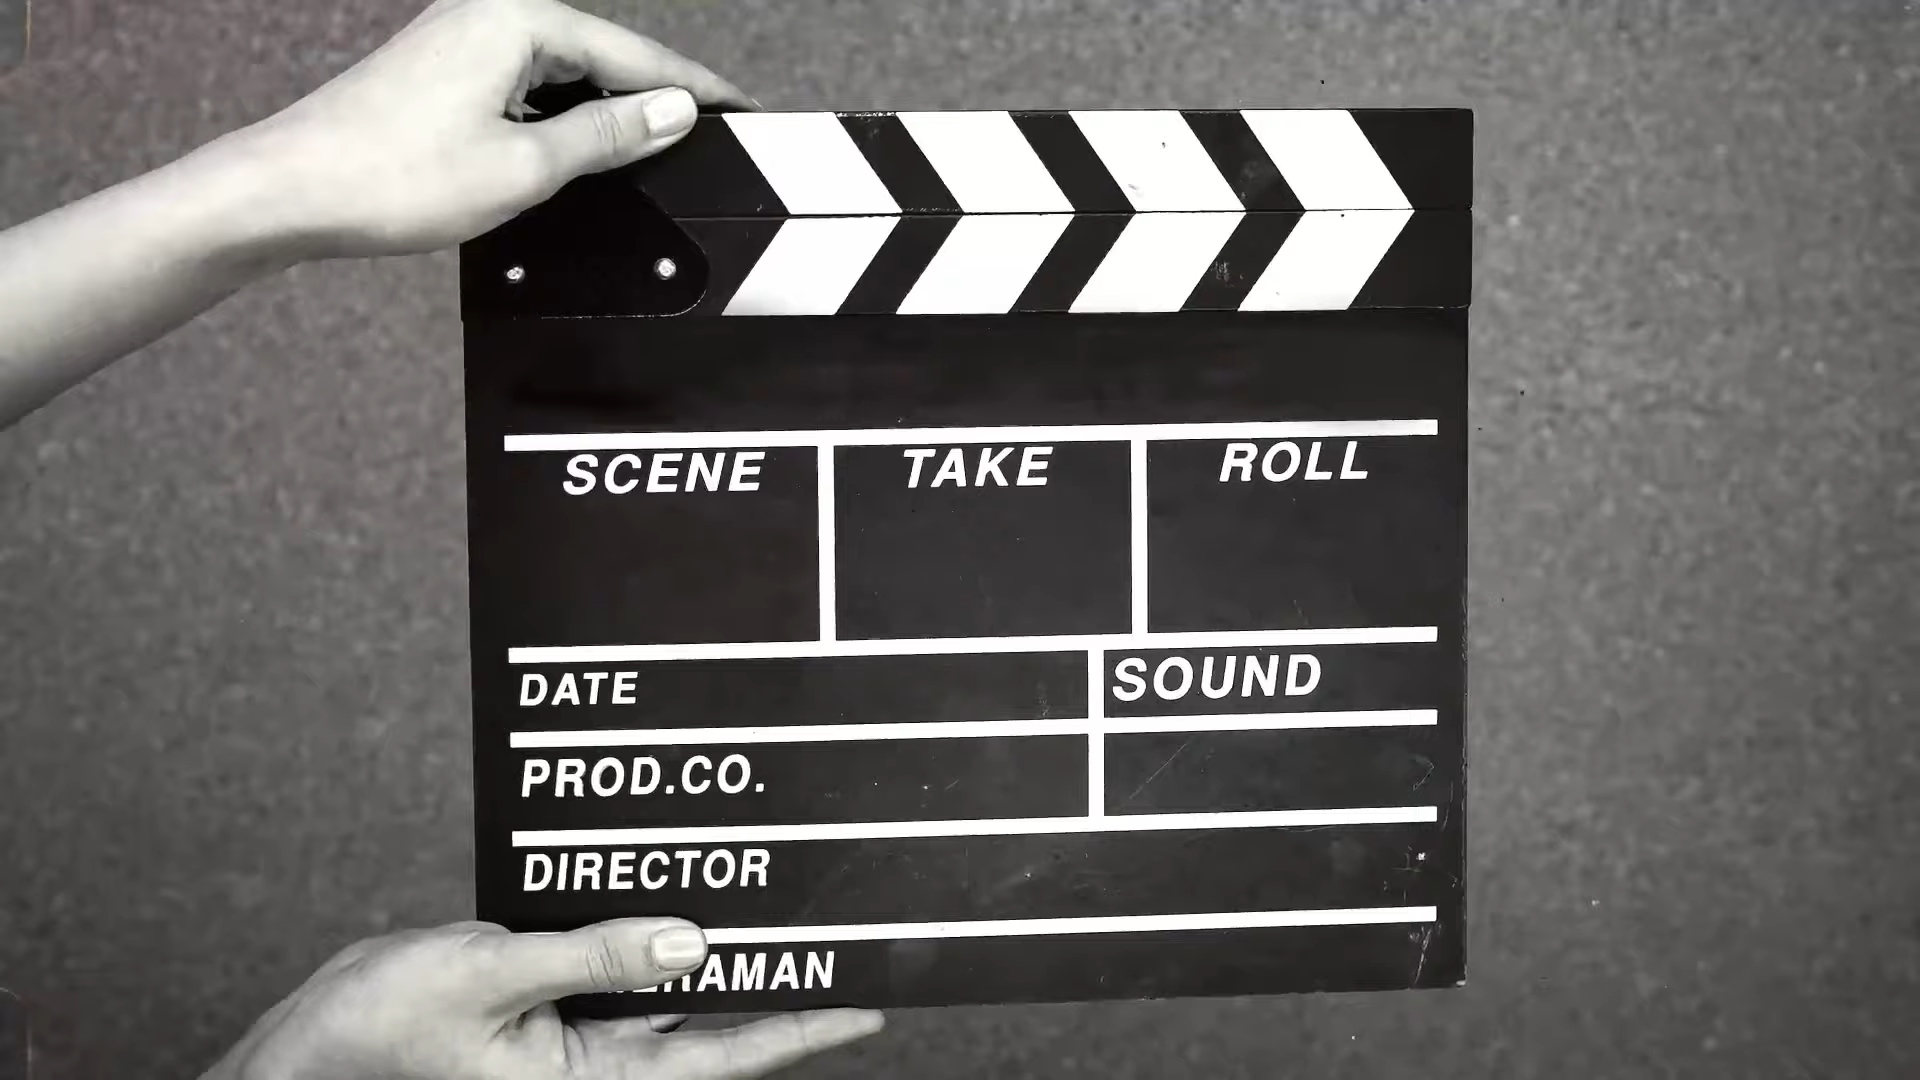 SCENE TAKE ROLL
DATE SOUND
PROD.CO.
DIRECTOR